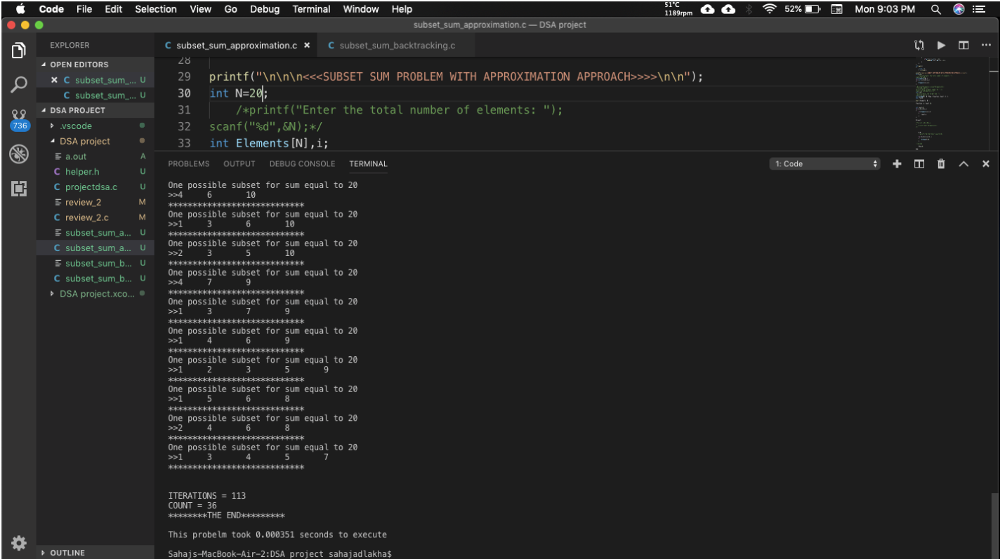 Code File Edit Selection View Go Debug Terminal Window Help
51°C
1189rpm
52%
Mon 9:03 PM
subset_sum_approximation.c — DSA project
EXPLORER
OPEN EDITORS
C subset_sum_... U
C subset_sum_... U
DSA PROJECT
.vscode
DSA project
a.out A
C helper.h U
C projectdsa.c U
review_2 M
C review_2.c M
subset_sum_a... U
C subset_sum_a... U
subset_sum_b... U
C subset_sum_b... U
DSA project.xco...
OUTLINE
736
C subset_sum_approximation.c
C subset_sum_backtracking.c
28
29 printf("\n\n\n<<<SUBSET SUM PROBLEM WITH APPROXIMATION APPROACH>>>>\n\n");
30 int N=20;
31 /*printf("Enter the total number of elements: ");
32 scanf("%d",&N);*/
33 int Elements[N],i;
PROBLEMS OUTPUT DEBUG CONSOLE TERMINAL
1: Code
One possible subset for sum equal to 20
>>4 6 10
****************************
One possible subset for sum equal to 20
>>1 3 6 10
****************************
One possible subset for sum equal to 20
>>2 3 5 10
****************************
One possible subset for sum equal to 20
>>4 7 9
****************************
One possible subset for sum equal to 20
>>1 3 7 9
****************************
One possible subset for sum equal to 20
>>1 4 6 9
****************************
One possible subset for sum equal to 20
>>1 2 3 5 9
****************************
One possible subset for sum equal to 20
>>1 5 6 8
****************************
One possible subset for sum equal to 20
>>2 4 6 8
****************************
One possible subset for sum equal to 20
>>1 3 4 5 7
****************************
ITERATIONS = 113
COUNT = 36
********THE END*********
This probelm took 0.000351 seconds to execute
Sahajs-MacBook-Air-2:DSA project sahajadlakha$